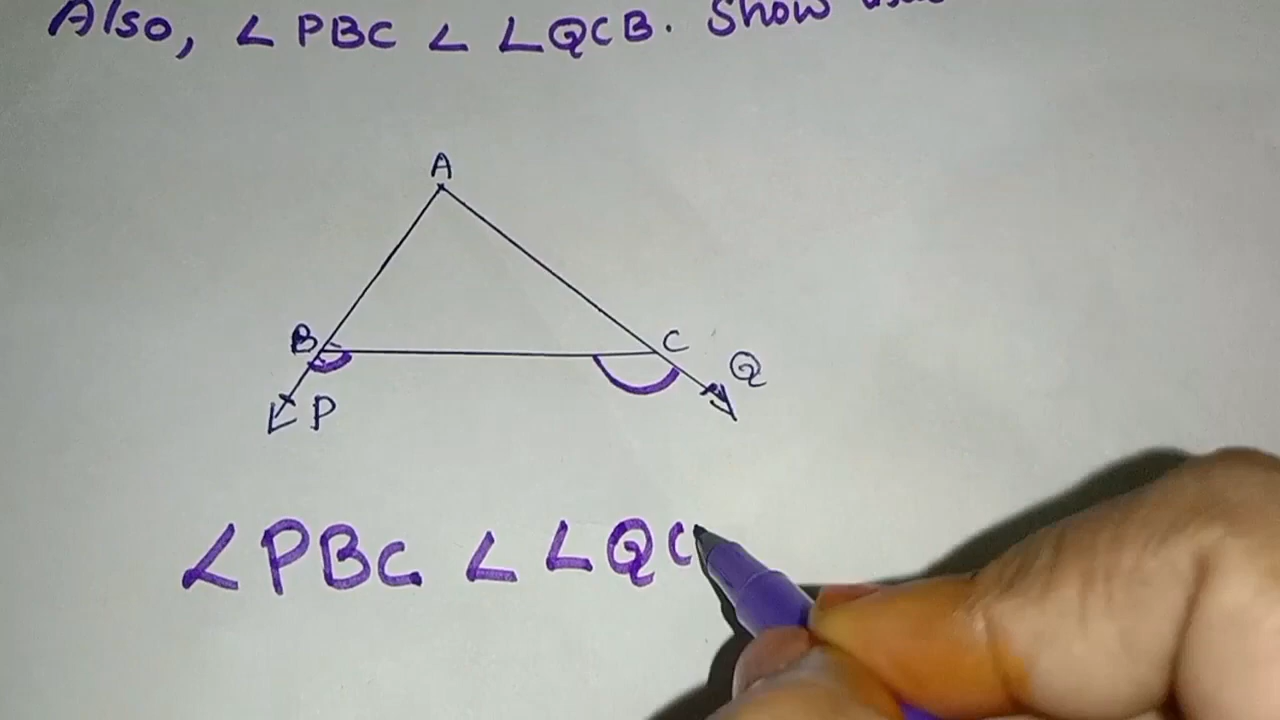 Also, ∠PBC < ∠QCB. Show
A
B
C
Q
P
∠PBC < ∠QC